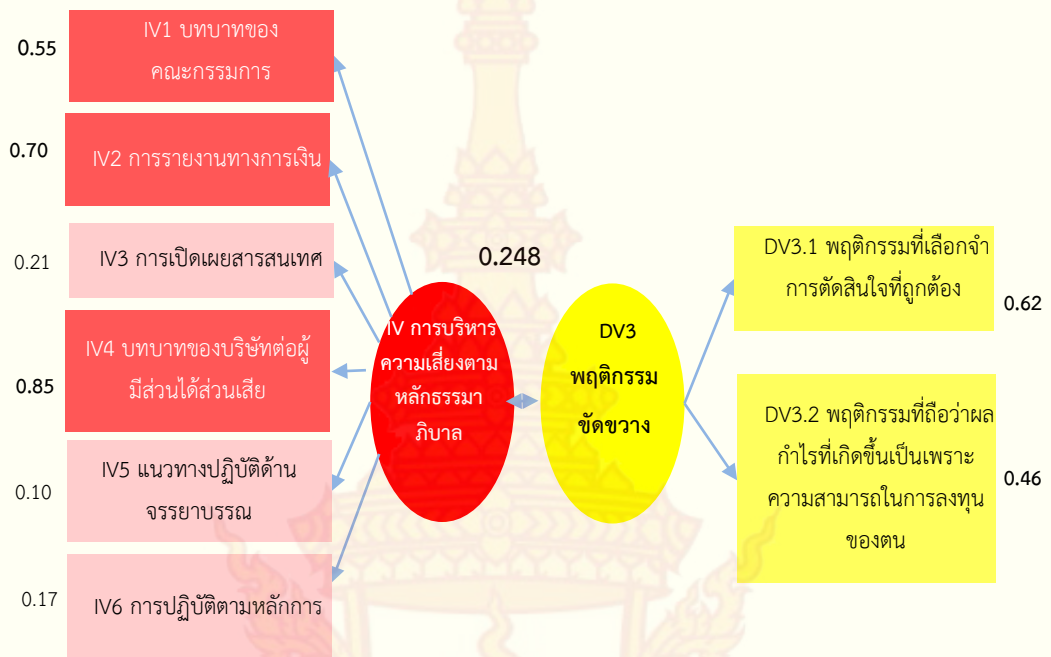 0.55
IV1 บทบาทของ
คณะกรรมการ
0.70
IV2 การรายงานทางการเงิน
0.21
IV3 การเปิดเผยสารสนเทศ
0.85
IV4 บทบาทของบริษัทต่อผู้
มีส่วนได้ส่วนเสีย
0.10
IV5 แนวทางปฏิบัติด้าน
จรรยาบรรณ
0.17
IV6 การปฏิบัติตามหลักการ
IV การบริหาร
ความเสี่ยงตาม
หลักธรรมา
ภิบาล
0.248
DV3
พฤติกรรม
ขัดขวาง
DV3.1 พฤติกรรมที่เลือกจำ
การตัดสินใจที่ถูกต้อง
0.62
DV3.2 พฤติกรรมที่ถือว่าผล
กำไรที่เกิดขึ้นเป็นเพราะ
ความสามารถในการลงทุน
ของตน
0.46